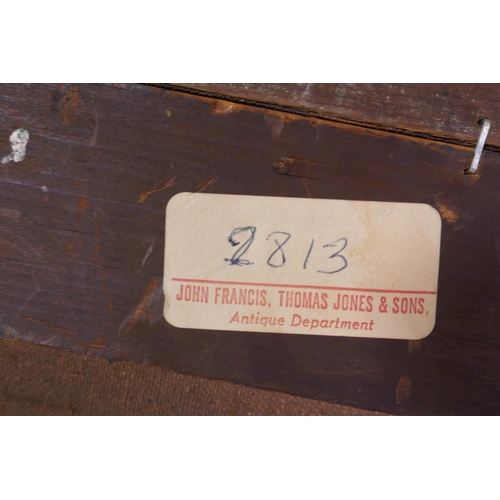 2813
JOHN FRANCIS, THOMAS JONES & SONS,
Antique Department